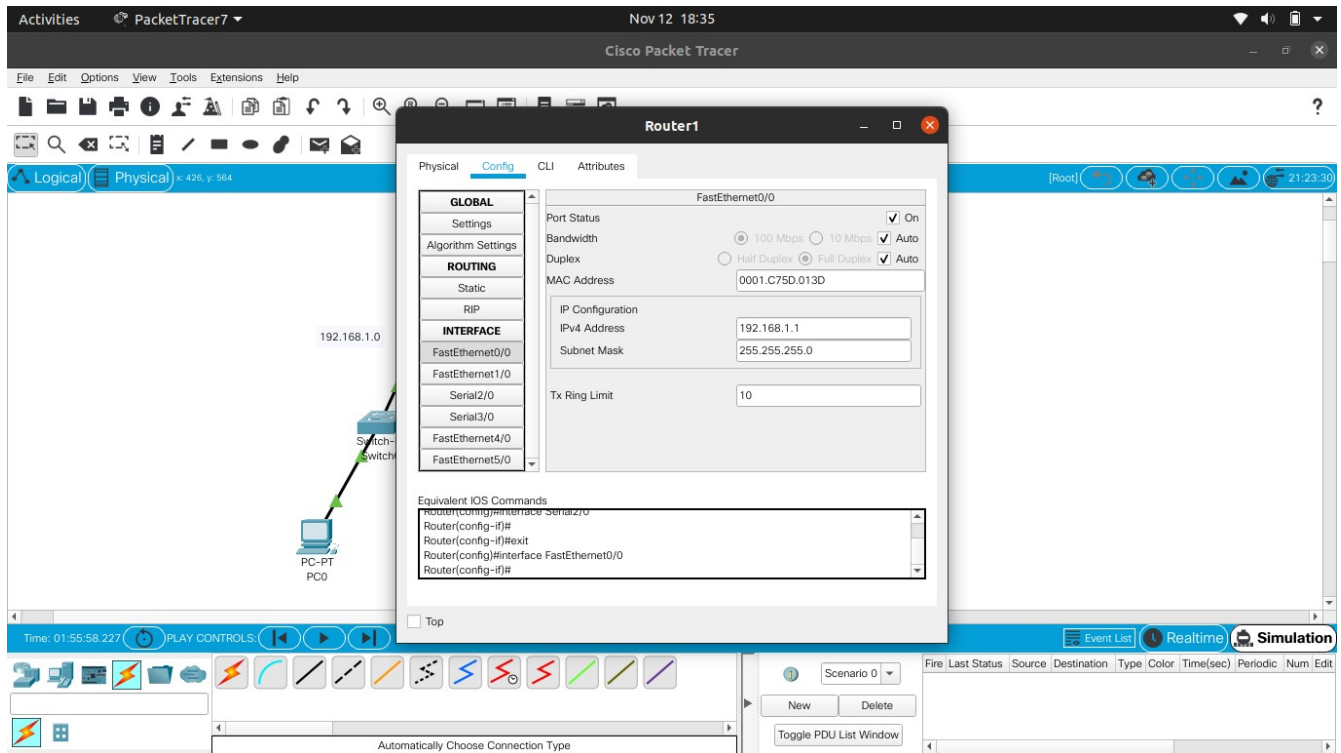 Activities PacketTracer7 Nov 12 18:35
Cisco Packet Tracer
File Edit Options View Tools Extensions Help
?
Router1
Logical Physical x: 426, y: 564 [Root] 21:23:30
Physical Config CLI Attributes
GLOBAL
Settings
Algorithm Settings
ROUTING
Static
RIP
INTERFACE
FastEthernet0/0
FastEthernet1/0
Serial2/0
Serial3/0
FastEthernet4/0
FastEthernet5/0
FastEthernet0/0
Port Status On
Bandwidth 100 Mbps 10 Mbps Auto
Duplex Half Duplex Full Duplex Auto
MAC Address 0001.C75D.013D
IP Configuration
IPv4 Address 192.168.1.1
Subnet Mask 255.255.255.0
Tx Ring Limit 10
Equivalent IOS Commands
Router(config)#interface Serial2/0
Router(config-if)#
Router(config-if)#exit
Router(config)#interface FastEthernet0/0
Router(config-if)#
Top
192.168.1.0
Switch-
Switch
PC-PT
PC0
Time: 01:55:58.227 PLAY CONTROLS: Event List Realtime Simulation
Scenario 0
New Delete
Toggle PDU List Window
Fire Last Status Source Destination Type Color Time(sec) Periodic Num Edit
Automatically Choose Connection Type